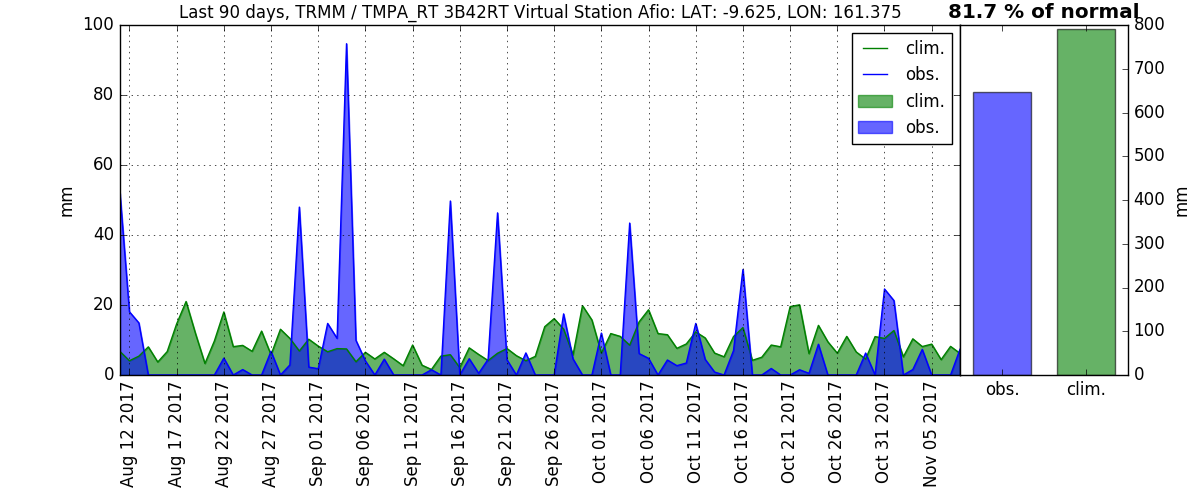 Last 90 days, TRMM / TMPA_RT 3B42RT Virtual Station Afio: LAT: -9.625, LON: 161.375
81.7 % of normal
100
80
60
40
20
0
mm
clim.
obs.
clim.
obs.
Aug 12 2017
Aug 17 2017
Aug 22 2017
Aug 27 2017
Sep 01 2017
Sep 06 2017
Sep 11 2017
Sep 16 2017
Sep 21 2017
Sep 26 2017
Oct 01 2017
Oct 06 2017
Oct 11 2017
Oct 16 2017
Oct 21 2017
Oct 26 2017
Oct 31 2017
Nov 05 2017
800
700
600
500
400
300
200
100
0
mm
obs.
clim.